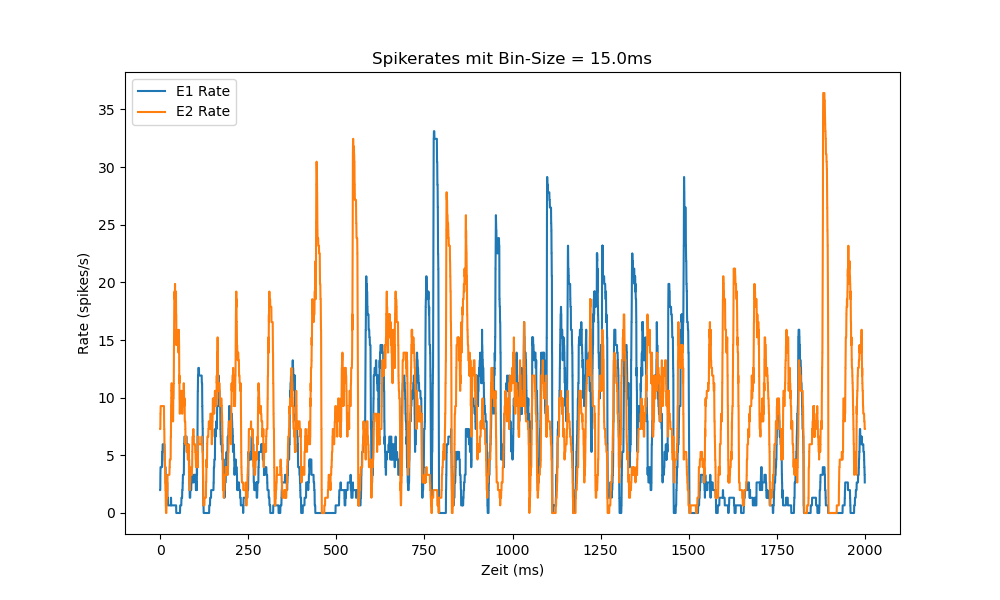 Spikerates mit Bin-Size = 15.0ms
E1 Rate
E2 Rate
35
30
25
20
15
10
5
0
Rate (spikes/s)
0 250 500 750 1000 1250 1500 1750 2000
Zeit (ms)